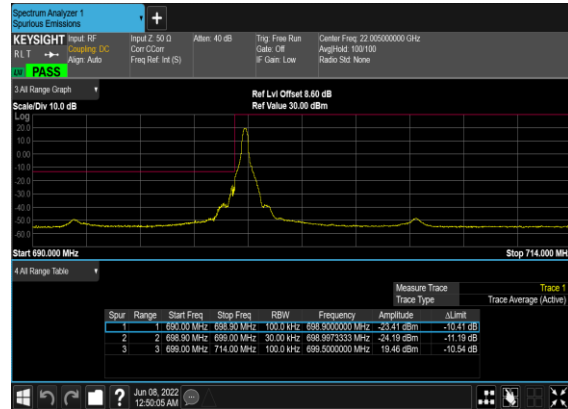 Spectrum Analyzer 1
Spurious Emissions
+
KEYSIGHT Input: RF Input Z: 50 Ω Atten: 40 dB Trig: Free Run Center Freq: 22.005000000 GHz
RLT Coupling: DC Corr CCorr Gate: Off Avg|Hold: 100/100
Align: Auto Freq Ref: Int (S) IF Gain: Low Radio Std: None
PASS
3 All Range Graph
Ref Lvl Offset 8.60 dB
Scale/Div 10.0 dB Ref Value 30.00 dBm
Log
20.0
10.0
0.00
-10.0
-20.0
-30.0
-40.0
-50.0
-60.0
Start 690.000 MHz Stop 714.000 MH
4 All Range Table
Measure Trace Trace 1
Trace Type Trace Average (Active)
Spur Range Start Freq Stop Freq RBW Frequency Amplitude ΔLimit
1 1 690.00 MHz 698.90 MHz 100.0 kHz 698.9000000 MHz -23.41 dBm -10.41 dB
2 2 698.90 MHz 699.00 MHz 30.00 kHz 698.9973333 MHz -24.19 dBm -11.19 dB
3 3 699.00 MHz 714.00 MHz 100.0 kHz 699.5000000 MHz 19.46 dBm -10.54 dB
?
Jun 08, 2022
12:50:05 AM